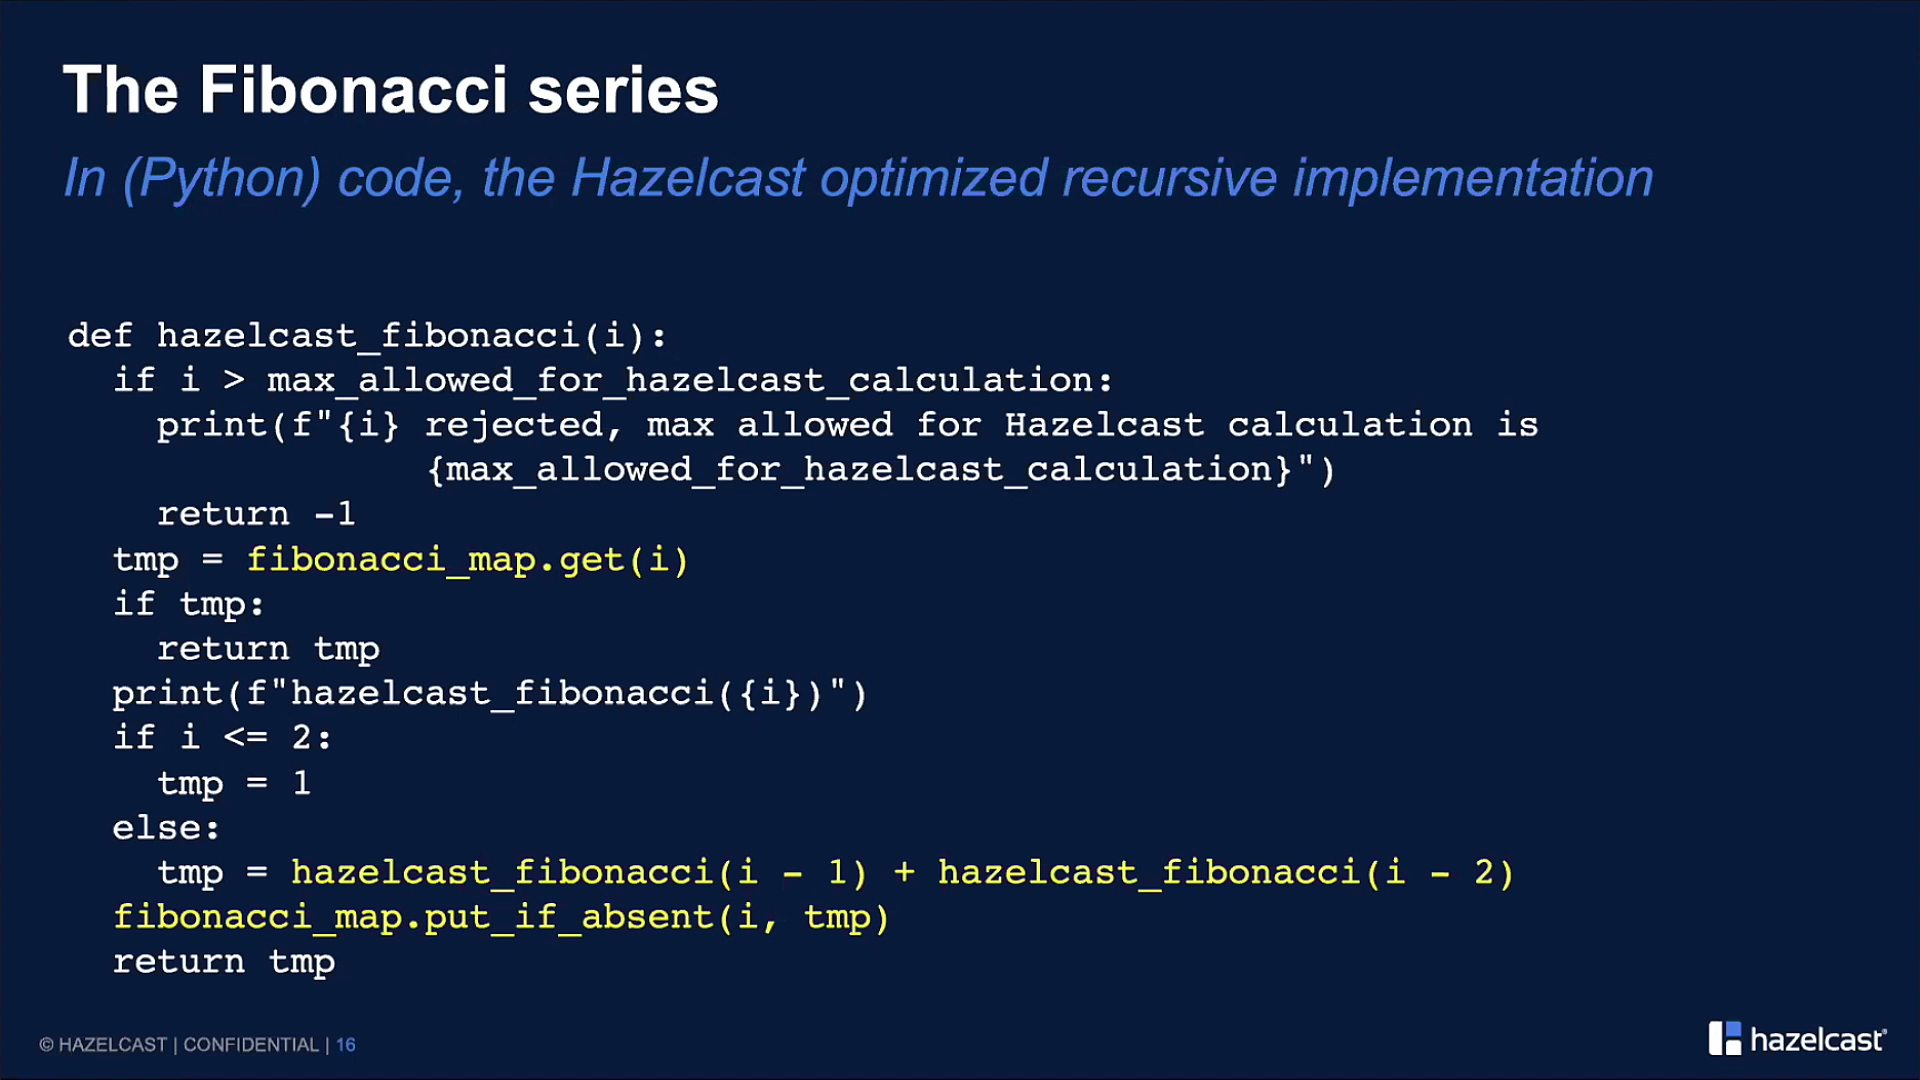 The Fibonacci series
In (Python) code, the Hazelcast optimized recursive implementation
def hazelcast_fibonacci(i):
  if i > max_allowed_for_hazelcast_calculation:
    print(f"{i} rejected, max allowed for Hazelcast calculation is
                {max_allowed_for_hazelcast_calculation}")
    return -1
  tmp = fibonacci_map.get(i)
  if tmp:
    return tmp
  print(f"hazelcast_fibonacci({i})")
  if i <= 2:
    tmp = 1
  else:
    tmp = hazelcast_fibonacci(i - 1) + hazelcast_fibonacci(i - 2)
  fibonacci_map.put_if_absent(i, tmp)
  return tmp
© HAZELCAST | CONFIDENTIAL | 16
hazelcast